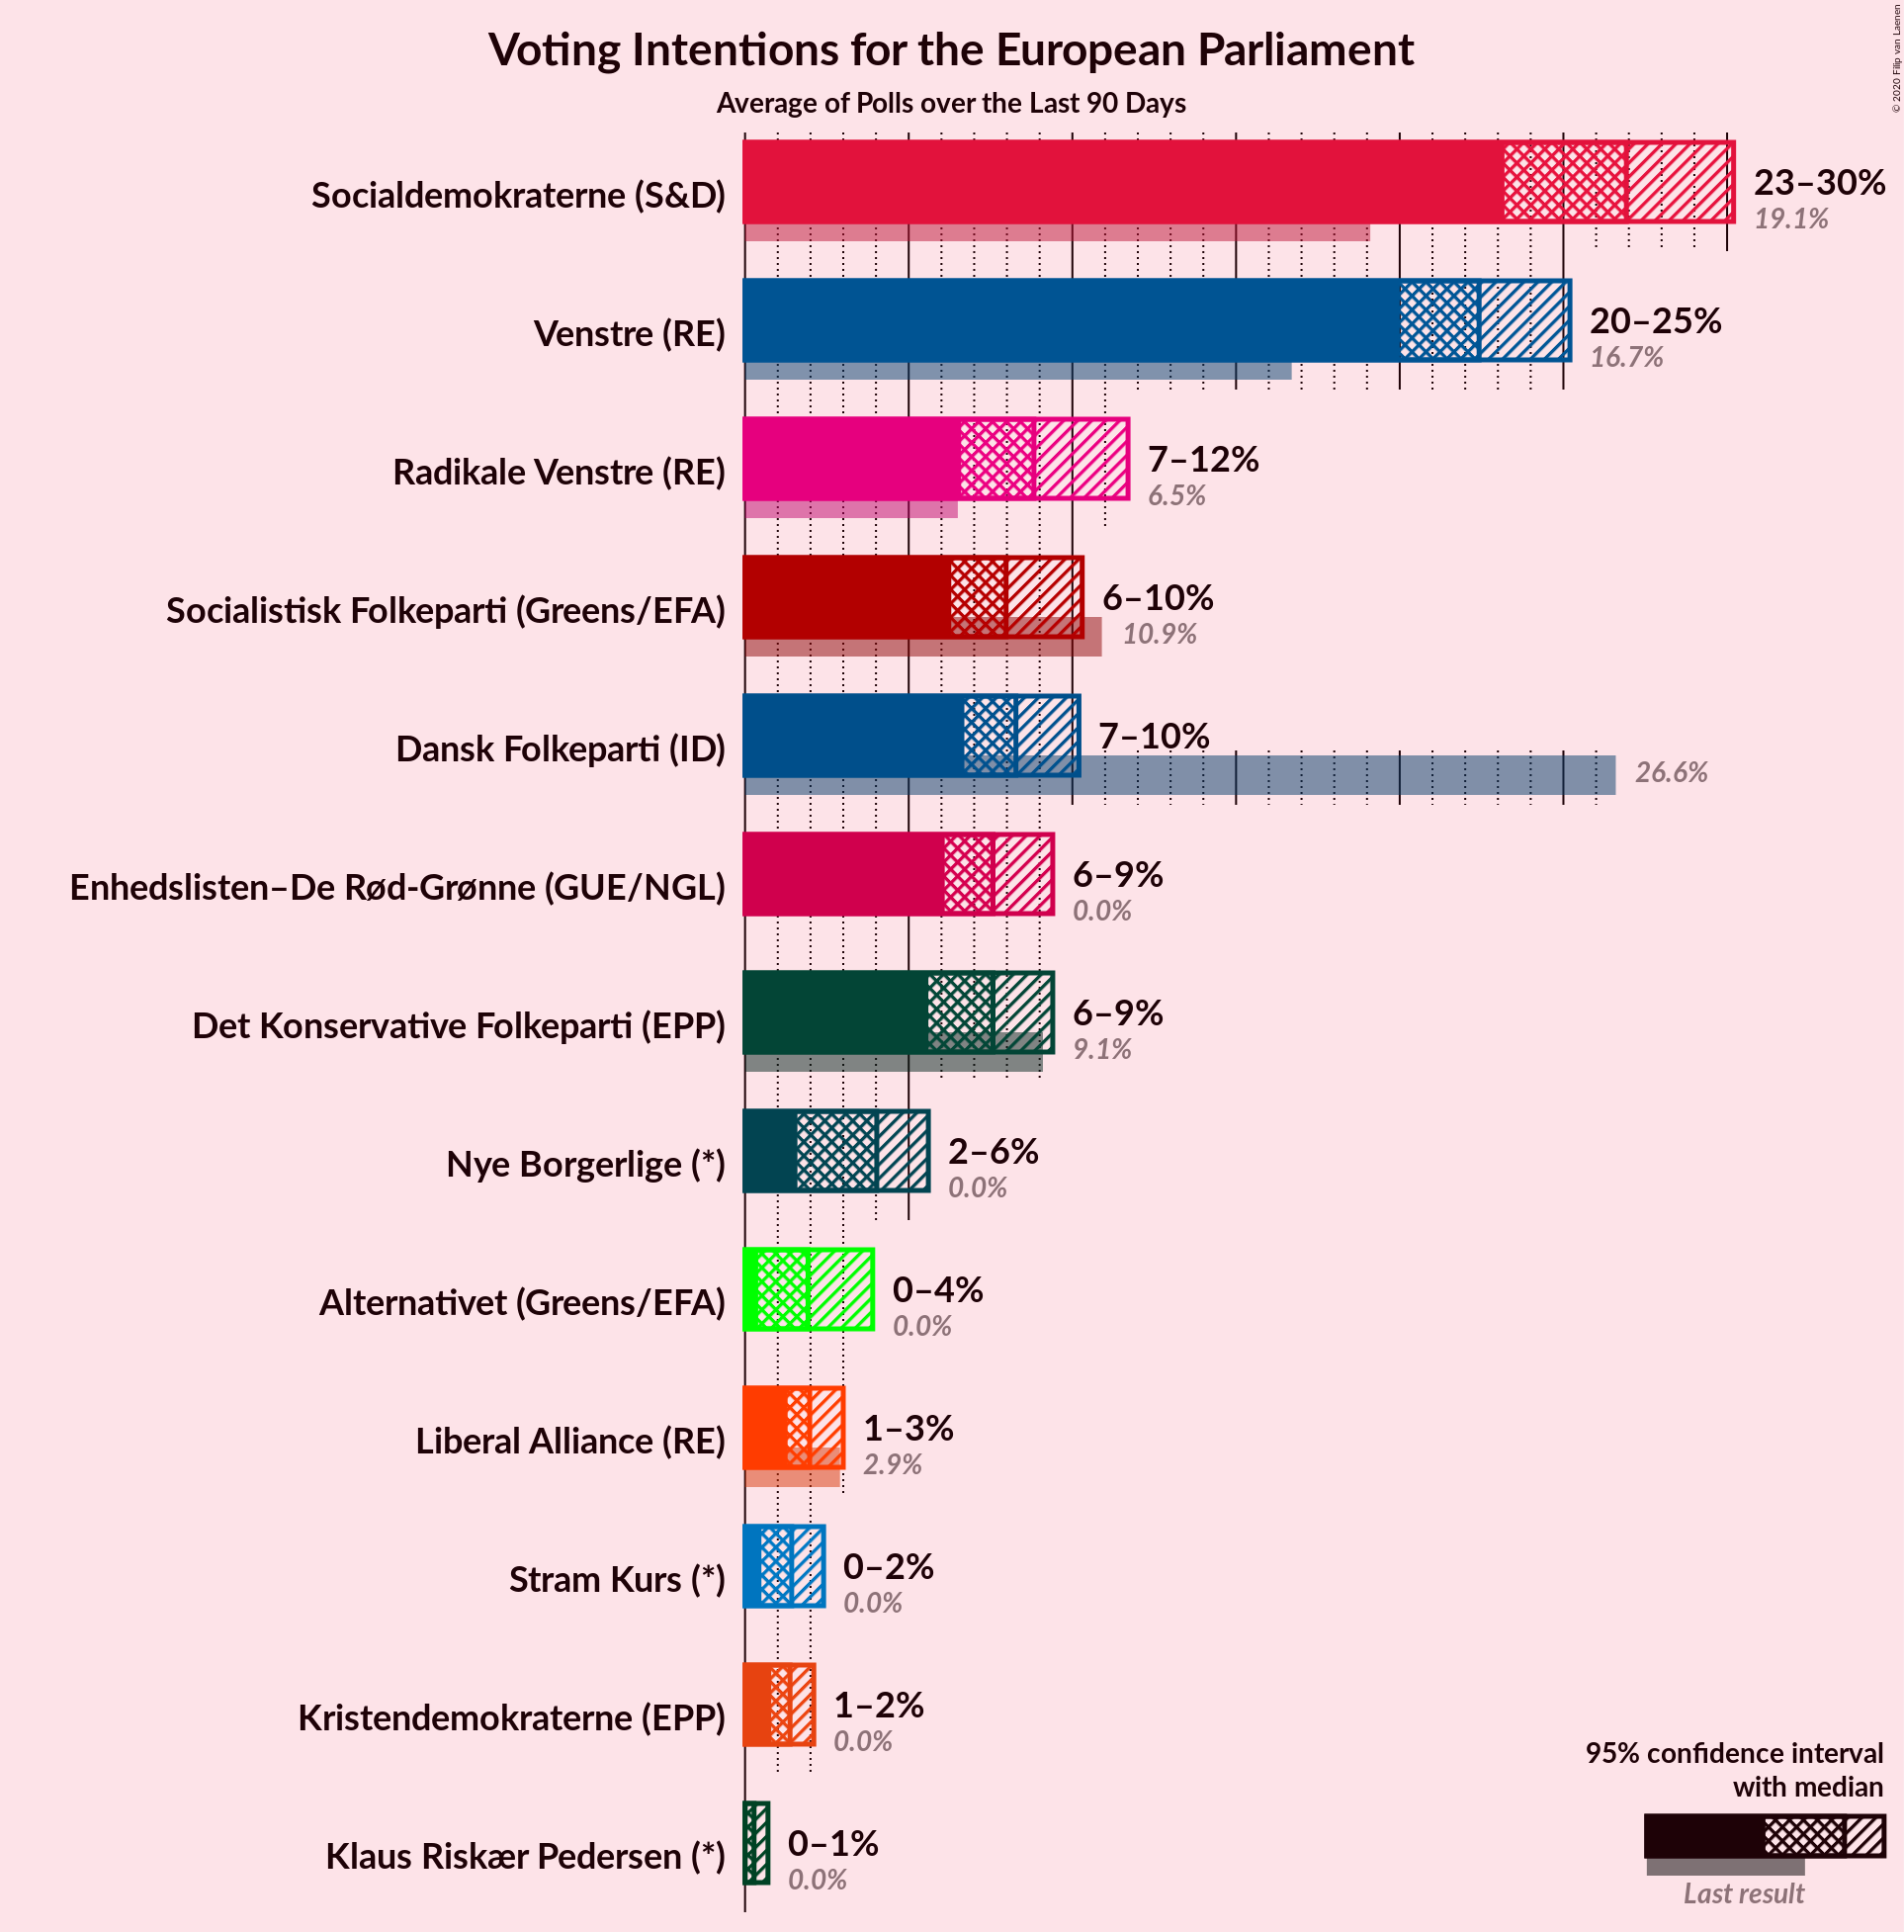 Voting Intentions for the European Parliament
Average of Polls over the Last 90 Days
© 2020 Filip van Laenen
Socialdemokraterne (S&D)
23–30%
19.1%
Venstre (RE)
20–25%
16.7%
Radikale Venstre (RE)
7–12%
6.5%
Socialistisk Folkeparti (Greens/EFA)
6–10%
10.9%
Dansk Folkeparti (ID)
7–10%
26.6%
Enhedslisten–De Rød-Grønne (GUE/NGL)
6–9%
0.0%
Det Konservative Folkeparti (EPP)
6–9%
9.1%
Nye Borgerlige (*)
2–6%
0.0%
Alternativet (Greens/EFA)
0–4%
0.0%
Liberal Alliance (RE)
1–3%
2.9%
Stram Kurs (*)
0–2%
0.0%
Kristendemokraterne (EPP)
1–2%
0.0%
Klaus Riskær Pedersen (*)
0–1%
0.0%
95% confidence interval
with median
Last result